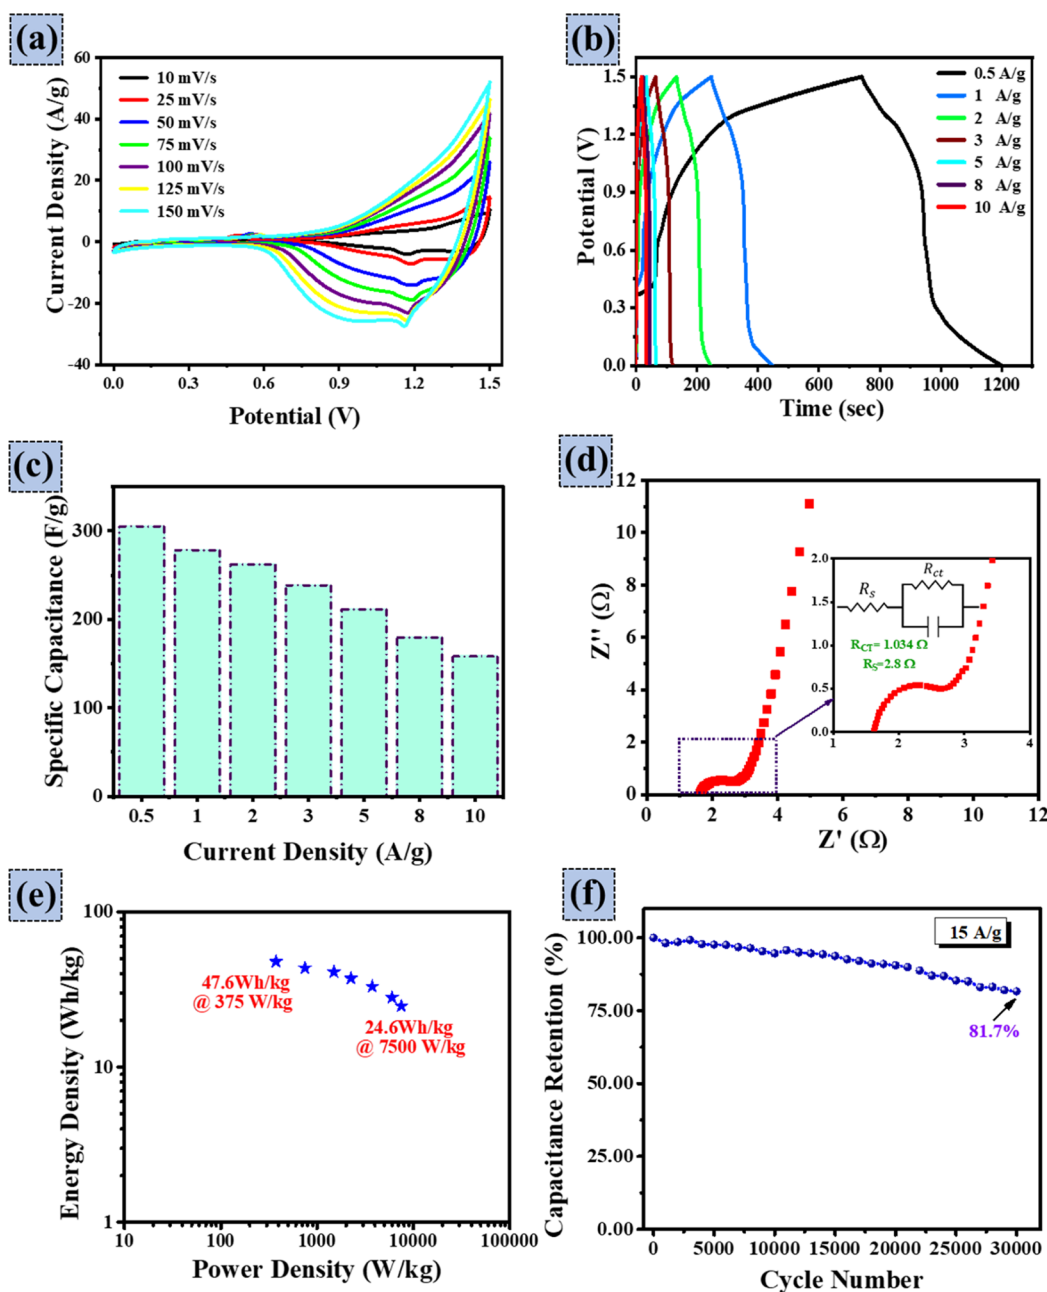 (a)
Current Density (A/g)
60
40
20
0
-20
-40
10 mV/s
25 mV/s
50 mV/s
75 mV/s
100 mV/s
125 mV/s
150 mV/s
0.0 0.3 0.6 0.9 1.2 1.5
Potential (V)
(b)
Potential (V)
1.5
1.2
0.9
0.6
0.3
0.0
0.5 A/g
1 A/g
2 A/g
3 A/g
5 A/g
8 A/g
10 A/g
0 200 400 600 800 1000 1200
Time (sec)
(c)
Specific Capacitance (F/g)
300
200
100
0
0.5 1 2 3 5 8 10
Current Density (A/g)
(d)
Z'' (Ω)
12
10
8
6
4
2
0
2.0
1.5
1.0
0.5
0.0
Rct
Rs
RCT= 1.034 Ω
RS=2.8 Ω
1 2 3 4
0 2 4 6 8 10 12
Z' (Ω)
(e)
Energy Density (Wh/kg)
100
10
1
47.6Wh/kg
@ 375 W/kg
24.6Wh/kg
@ 7500 W/kg
10 100 1000 10000 100000
Power Density (W/kg)
(f)
Capacitance Retention (%)
100.00
75.00
50.00
25.00
0.00
15 A/g
81.7%
0 5000 10000 15000 20000 25000 30000
Cycle Number